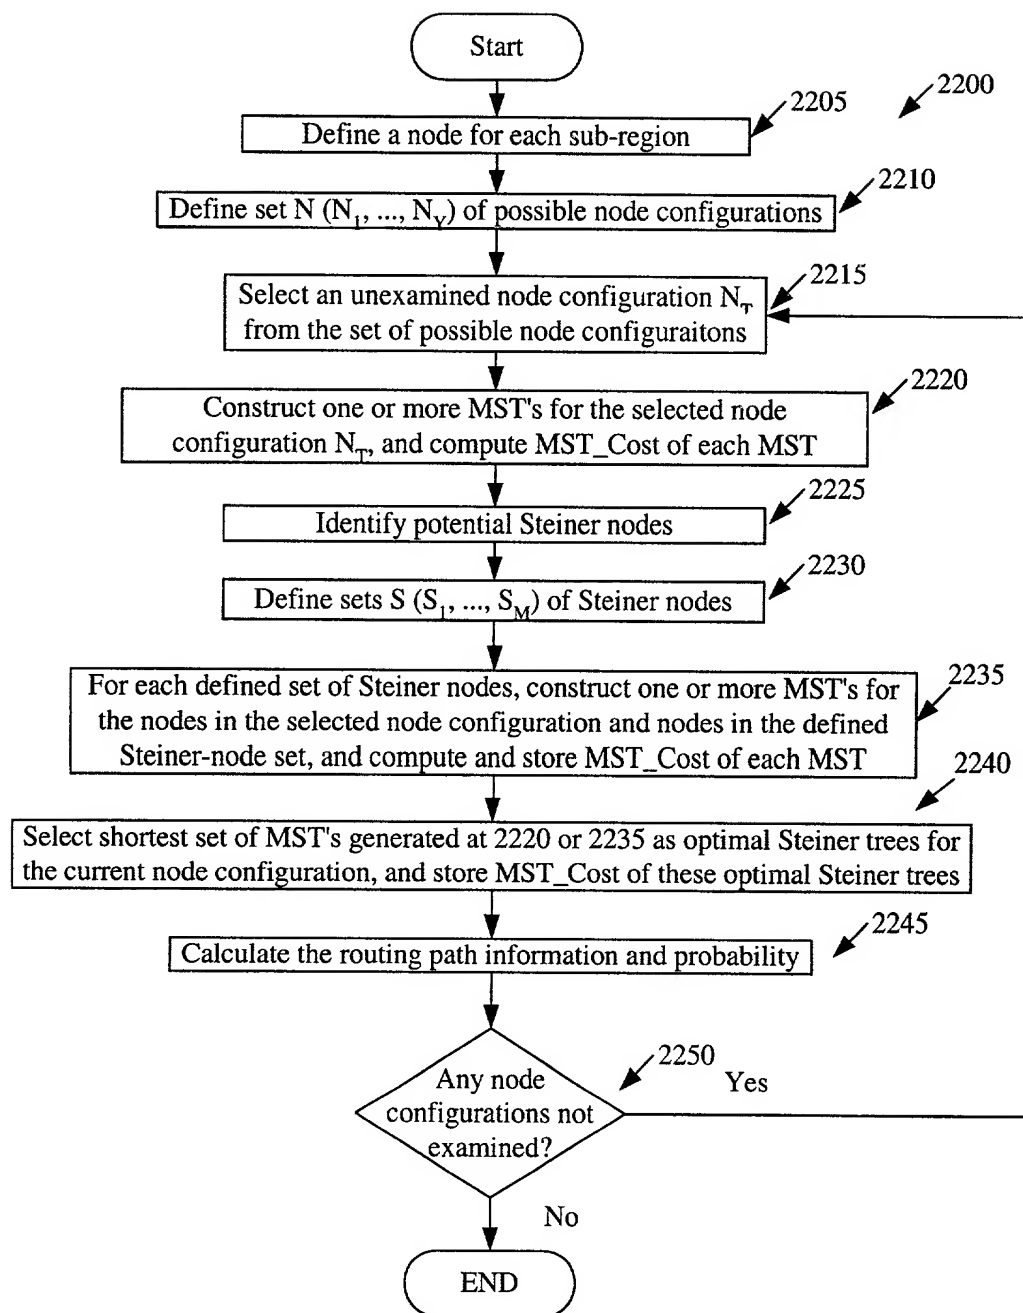 Start
2200
2205
Define a node for each sub-region
2210
Define set N (N1, ..., NY) of possible node configurations
2215
Select an unexamined node configuration NT
from the set of possible node configuraitons
2220
Construct one or more MST's for the selected node
configuration NT, and compute MST_Cost of each MST
2225
Identify potential Steiner nodes
2230
Define sets S (S1, ..., SM) of Steiner nodes
2235
For each defined set of Steiner nodes, construct one or more MST's for
the nodes in the selected node configuration and nodes in the defined
Steiner-node set, and compute and store MST_Cost of each MST
2240
Select shortest set of MST's generated at 2220 or 2235 as optimal Steiner trees for
the current node configuration, and store MST_Cost of these optimal Steiner trees
2245
Calculate the routing path information and probability
2250
Yes
Any node
configurations not
examined?
No
END